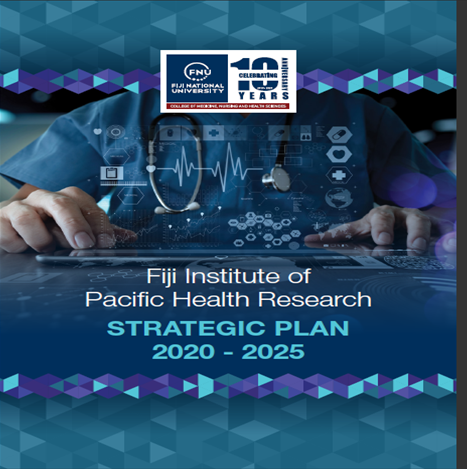 FNU
FIJI NATIONAL
UNIVERSITY
CELEBRATING
10
YEARS
ANNIVERSARY
COLLEGE OF MEDICINE, NURSING AND HEALTH SCIENCES
Fiji Institute of
Pacific Health Research
STRATEGIC PLAN
2020 - 2025